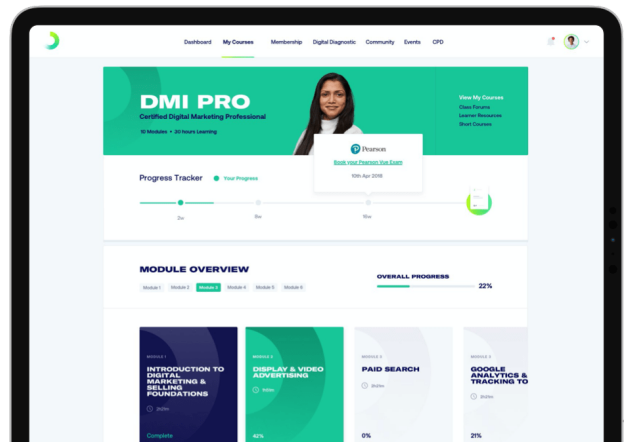 Dashboard
My Courses
Membership
Digital Diagnostic
Community
Events
CPD
DMI PRO
Certified Digital Marketing Professional
10 Modules • 30 hours Learning
View My Courses
Class Forums
Learner Resources
Short Courses
Pearson
Book your Pearson Vue Exam
10th Apr 2018
Progress Tracker
Your Progress
2w
8w
16w
MODULE OVERVIEW
Module 1
Module 2
Module 3
Module 4
Module 5
Module 6
OVERALL PROGRESS
22%
MODULE 1
INTRODUCTION TO
DIGITAL
MARKETING &
SELLING
FOUNDATIONS
Complete
DISPLAY & VIDEO
ADVERTISING
42%
PAID SEARCH
0%
GOOGLE
ANALYTICS &
TRACKING TO
21%